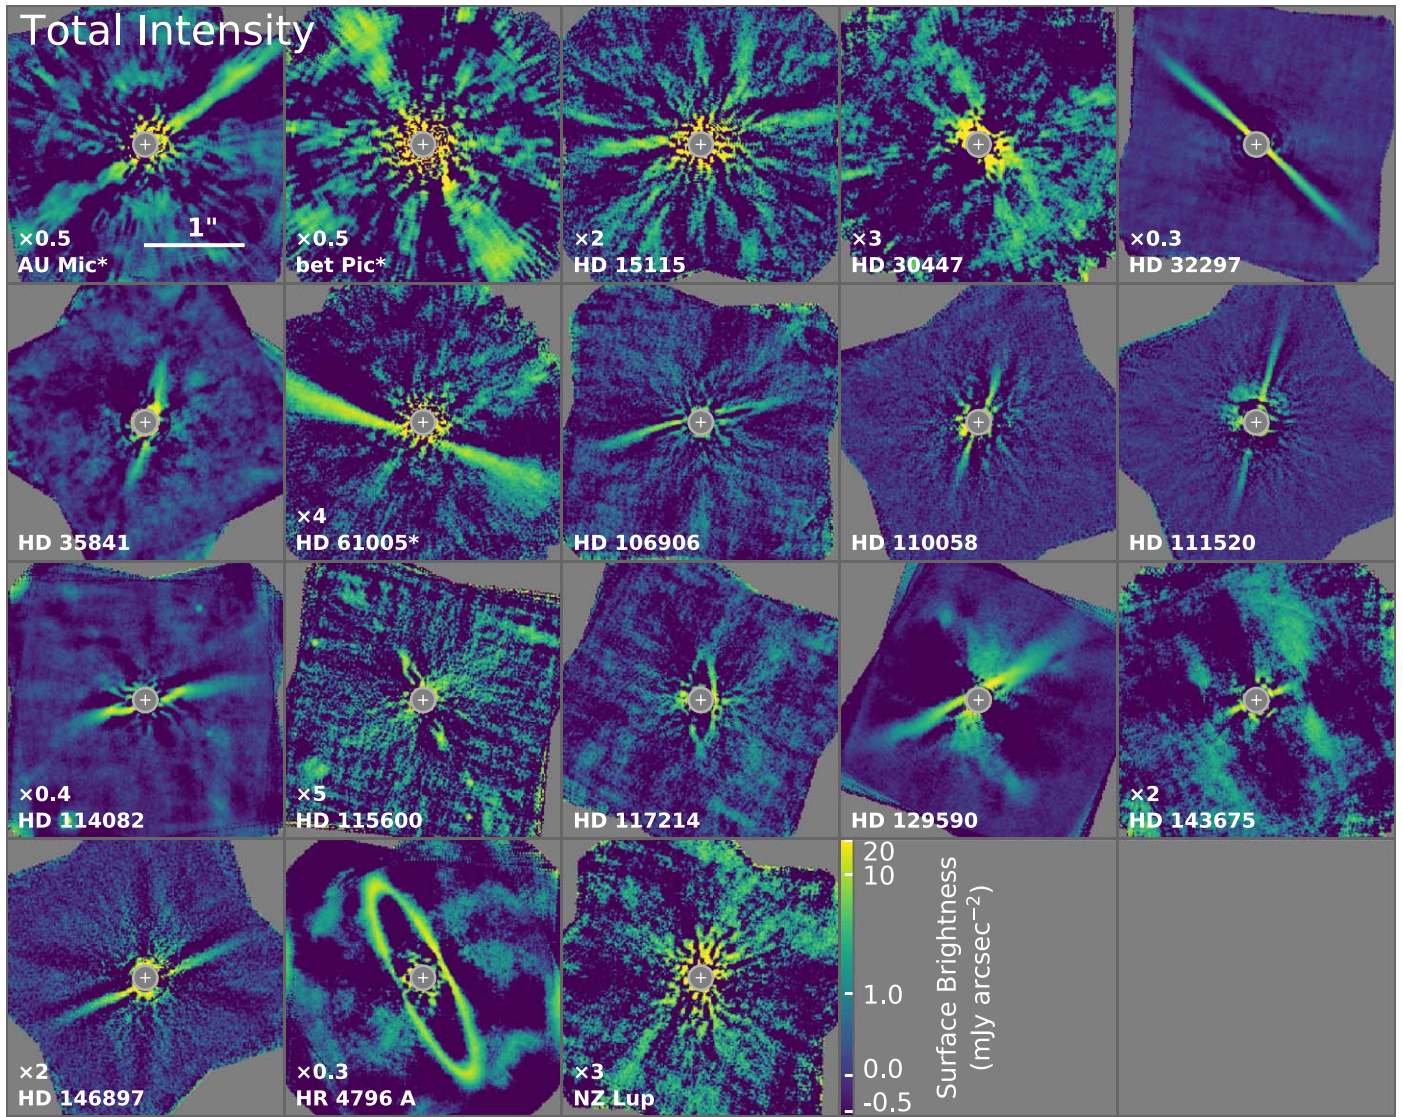 Total Intensity
1"
×0.5
AU Mic*
×0.5
bet Pic*
×2
HD 15115
×3
HD 30447
×0.3
HD 32297
HD 35841
×4
HD 61005*
HD 106906
HD 110058
HD 111520
×0.4
HD 114082
×5
HD 115600
HD 117214
HD 129590
×2
HD 143675
×2
HD 146897
×0.3
HR 4796 A
×3
NZ Lup
20
10
1.0
0.0
-0.5
Surface Brightness
(mJy arcsec⁻²)